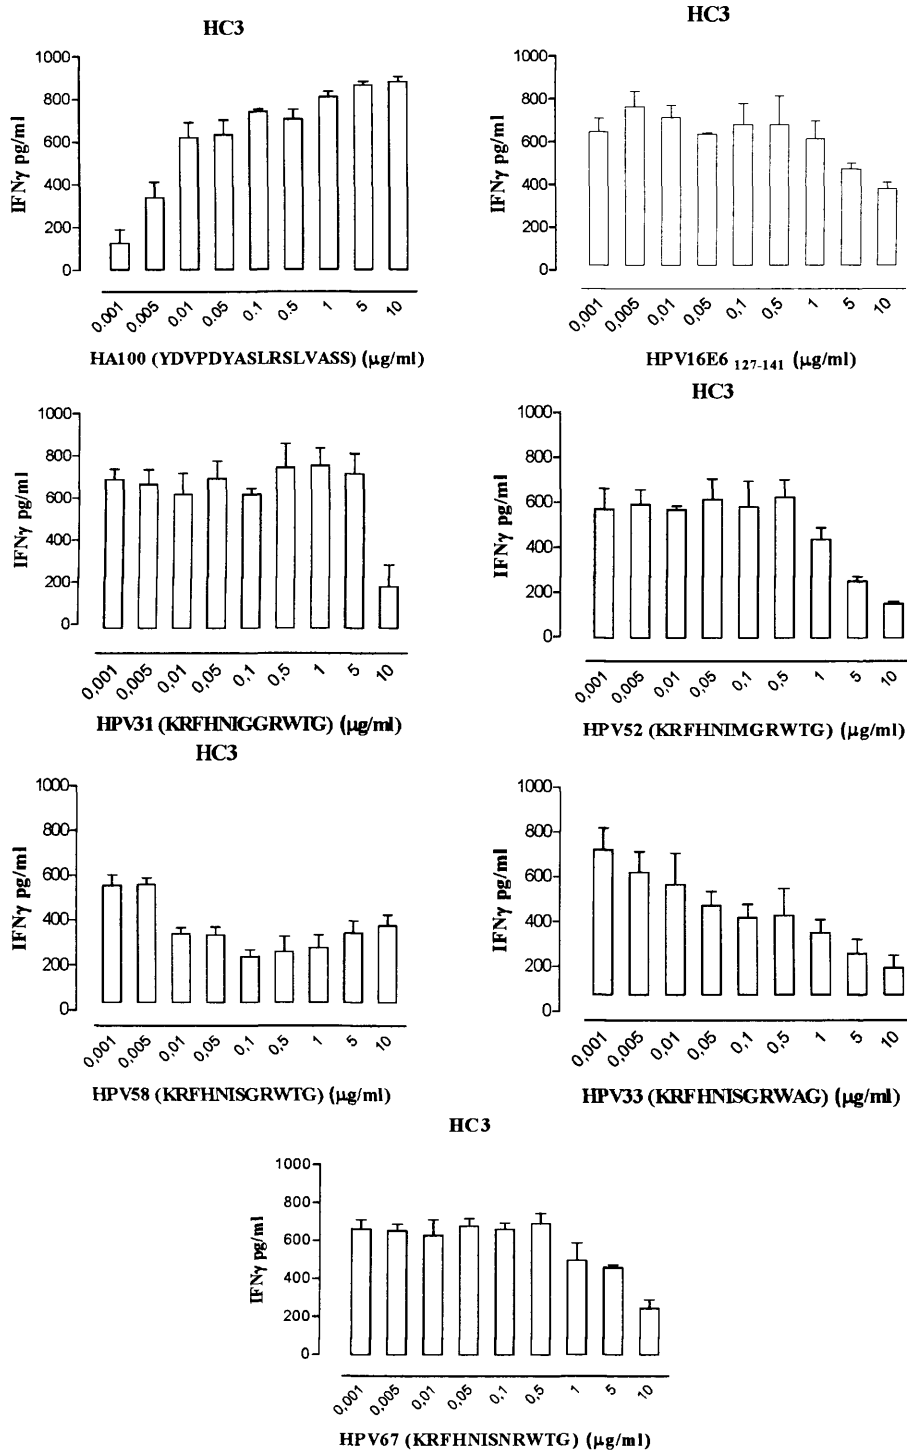 HC3
1000
800
600
400
200
0
IFNγ pg/ml
0,001 0,005 0,01 0,05 0,1 0,5 1 5 10
HA100 (YDVPDYASLRSLVASS) (μg/ml)
HC3
1000
800
600
400
200
0
IFNγ pg/ml
0,001 0,005 0,01 0,05 0,1 0,5 1 5 10
HPV16E6 127-141 (μg/ml)
1000
800
600
400
200
0
IFNγ pg/ml
0,001 0,005 0,01 0,05 0,1 0,5 1 5 10
HPV31 (KRFHNIGGRWTG) (μg/ml)
HC3
1000
800
600
400
200
0
IFNγ pg/ml
0,001 0,005 0,01 0,05 0,1 0,5 1 5 10
HPV52 (KRFHNIMGRWTG) (μg/ml)
HC3
1000
800
600
400
200
0
IFNγ pg/ml
0,001 0,005 0,01 0,05 0,1 0,5 1 5 10
HPV58 (KRFHNISGRWTG) (μg/ml)
1000
800
600
400
200
0
IFNγ pg/ml
0,001 0,005 0,01 0,05 0,1 0,5 1 5 10
HPV33 (KRFHNISGRWAG) (μg/ml)
HC3
1000
800
600
400
200
0
IFNγ pg/ml
0,001 0,005 0,01 0,05 0,1 0,5 1 5 10
HPV67 (KRFHNISNRWTG) (μg/ml)